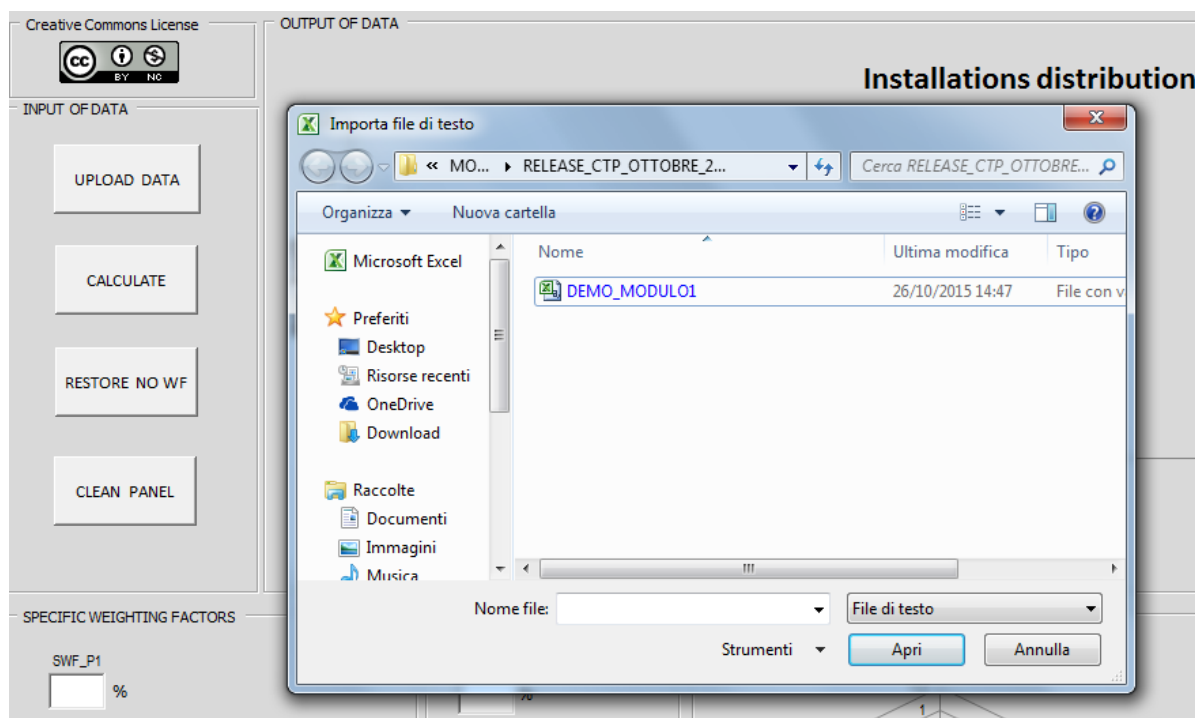 Creative Commons License
cc BY NC
INPUT OF DATA
UPLOAD DATA
CALCULATE
RESTORE NO WF
CLEAN PANEL
SPECIFIC WEIGHTING FACTORS
SWF_P1
%
OUTPUT OF DATA
Installations distribution
Importa file di testo
« MO... RELEASE_CTP_OTTOBRE_2...
Cerca RELEASE_CTP_OTTOBRE...
Organizza
Nuova cartella
Microsoft Excel
Preferiti
Desktop
Risorse recenti
OneDrive
Download
Raccolte
Documenti
Immagini
Musica
Nome Ultima modifica Tipo
DEMO_MODULO1 26/10/2015 14:47 File con v
Nome file:
File di testo
Strumenti
Apri
Annulla
%
1